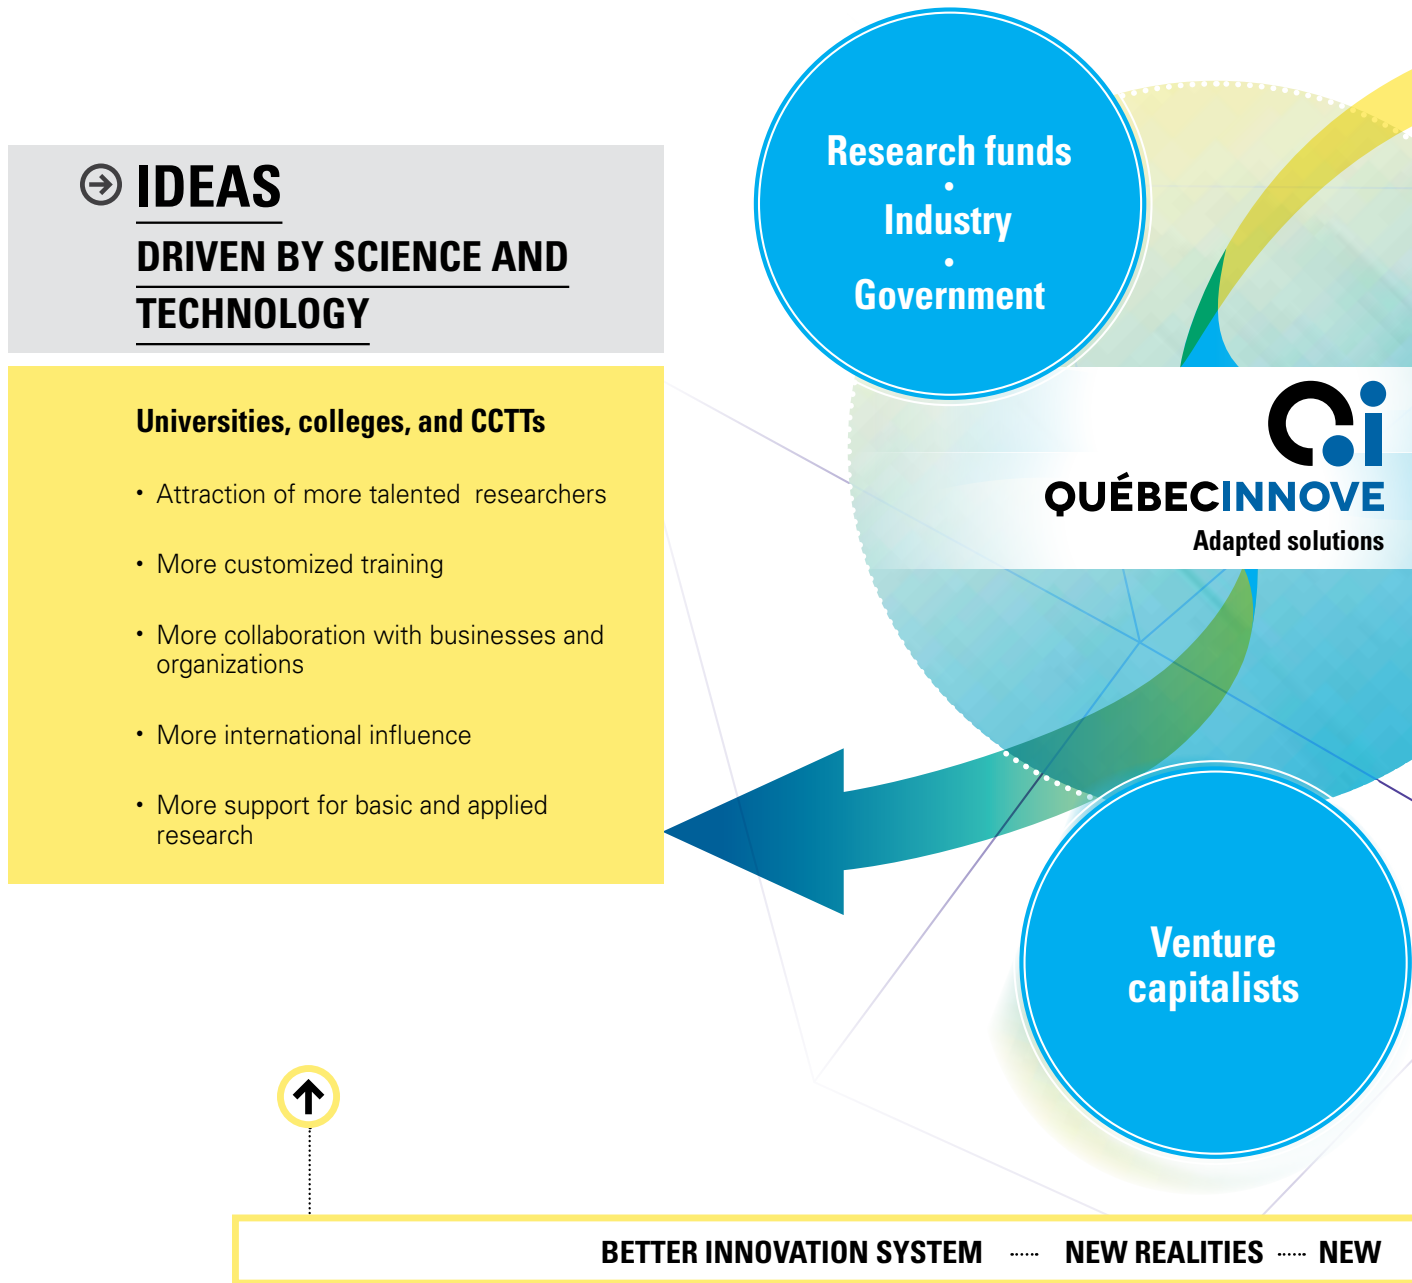 IDEAS
DRIVEN BY SCIENCE AND
TECHNOLOGY
Universities, colleges, and CCTTs
• Attraction of more talented researchers
• More customized training
• More collaboration with businesses and
organizations
• More international influence
• More support for basic and applied
research
Research funds
•
Industry
•
Government
Qi
QUÉBECINNOVE
Adapted solutions
Venture
capitalists
BETTER INNOVATION SYSTEM ...... NEW REALITIES ...... NEW